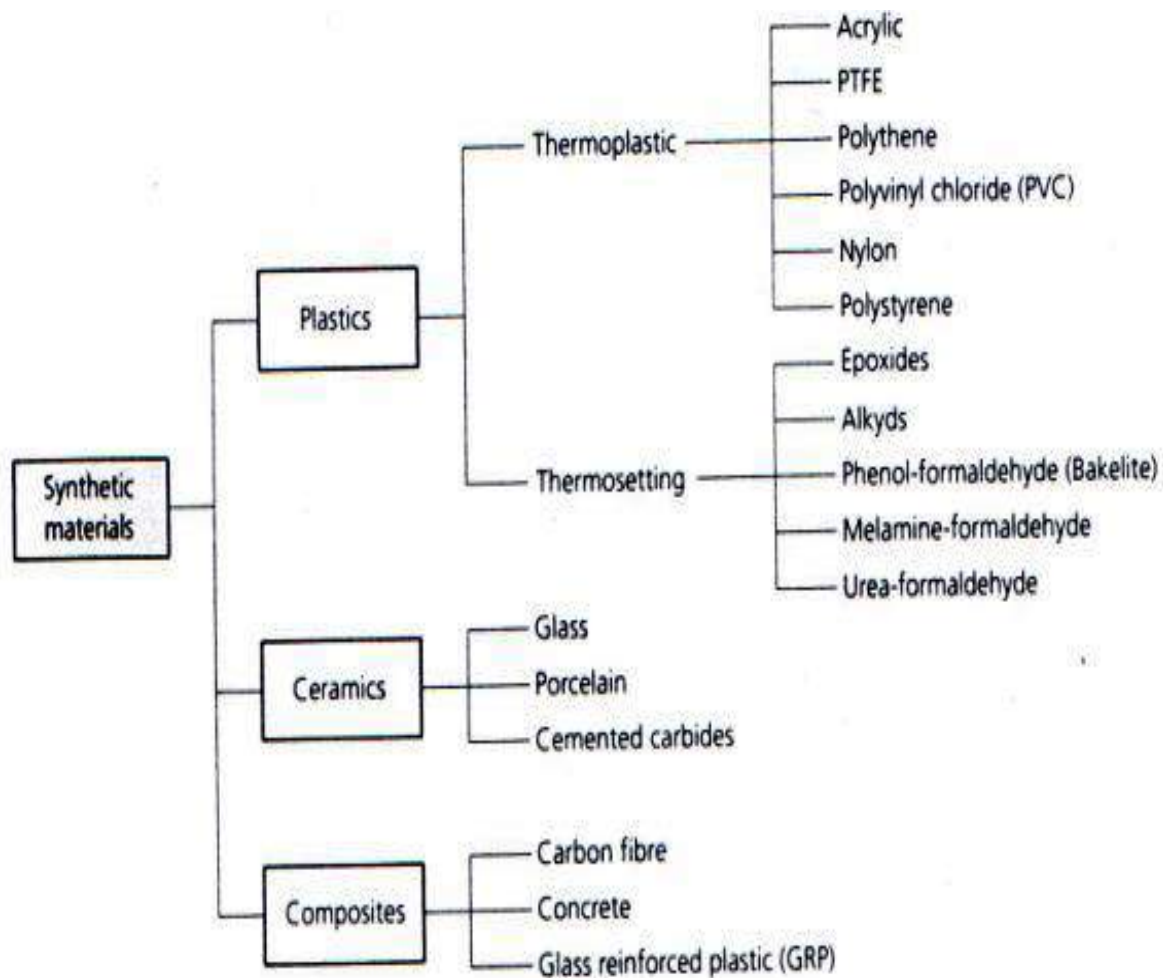 Acrylic
PTFE
Thermoplastic
Polythene
Polyvinyl chloride (PVC)
Nylon
Polystyrene
Plastics
Epoxides
Alkyds
Thermosetting
Phenol-formaldehyde (Bakelite)
Melamine-formaldehyde
Urea-formaldehyde
Synthetic
materials
Glass
Ceramics
Porcelain
Cemented carbides
Carbon fibre
Composites
Concrete
Glass reinforced plastic (GRP)